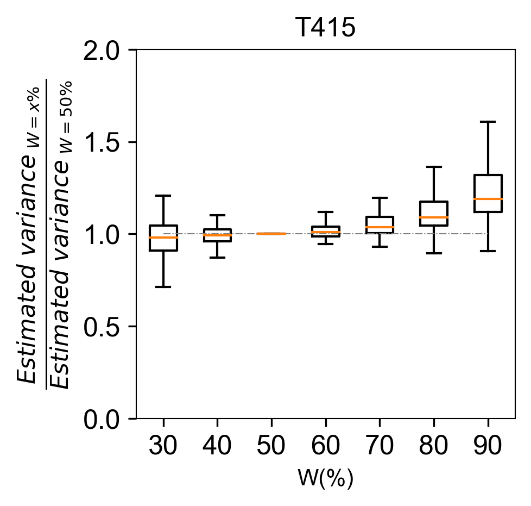 T415
2.0
1.5
1.0
0.5
0.0
Estimated variance W = x%
Estimated variance W = 50%
30 40 50 60 70 80 90
W(%)